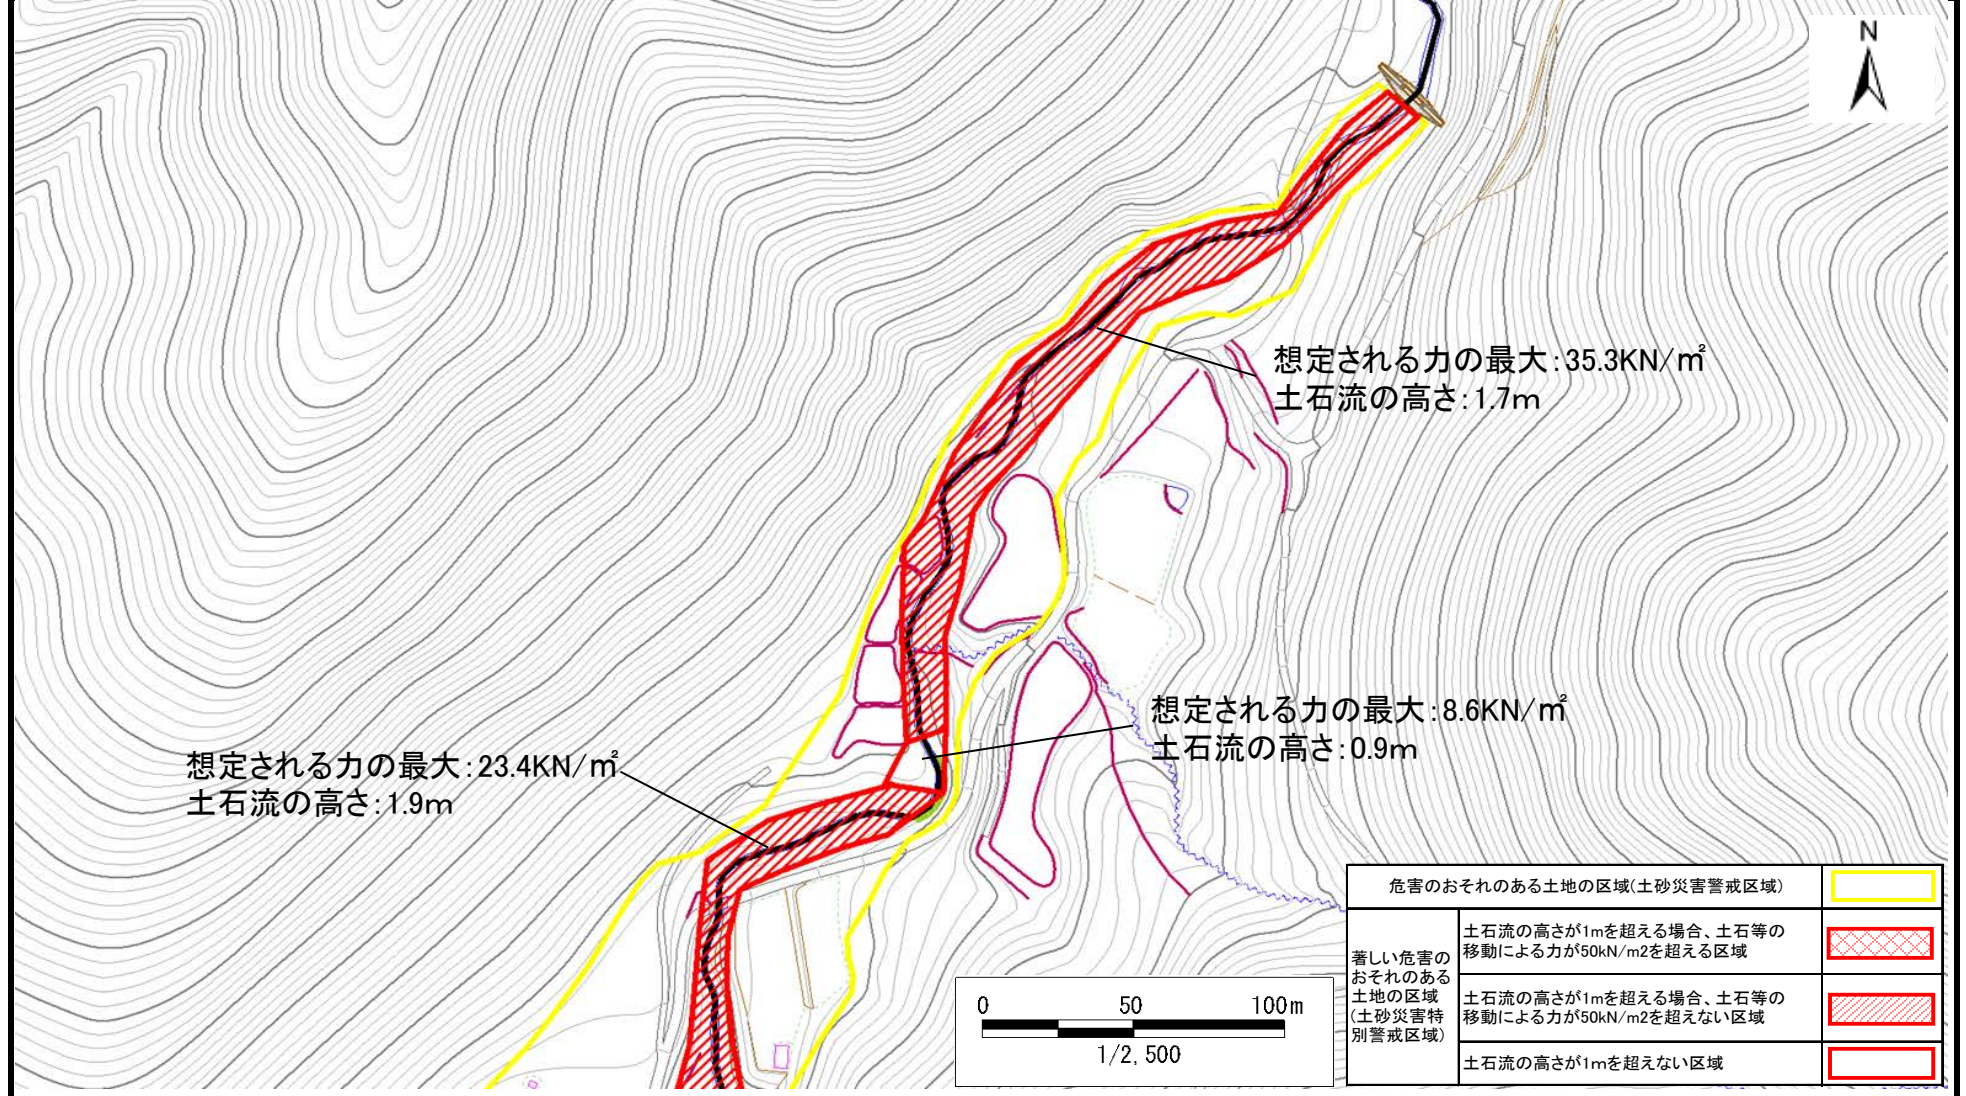 N
想定される力の最大:35.3KN/㎡
土石流の高さ:1.7m
想定される力の最大:8.6KN/㎡
土石流の高さ:0.9m
想定される力の最大:23.4KN/㎡
土石流の高さ:1.9m
0 50 100m
1/2,500
危害のおそれのある土地の区域(土砂災害警戒区域)
著しい危害の
おそれのある
土地の区域
(土砂災害特
別警戒区域)
土石流の高さが1mを超える場合、土石等の
移動による力が50kN/m2を超える区域
土石流の高さが1mを超える場合、土石等の
移動による力が50kN/m2を超えない区域
土石流の高さが1mを超えない区域